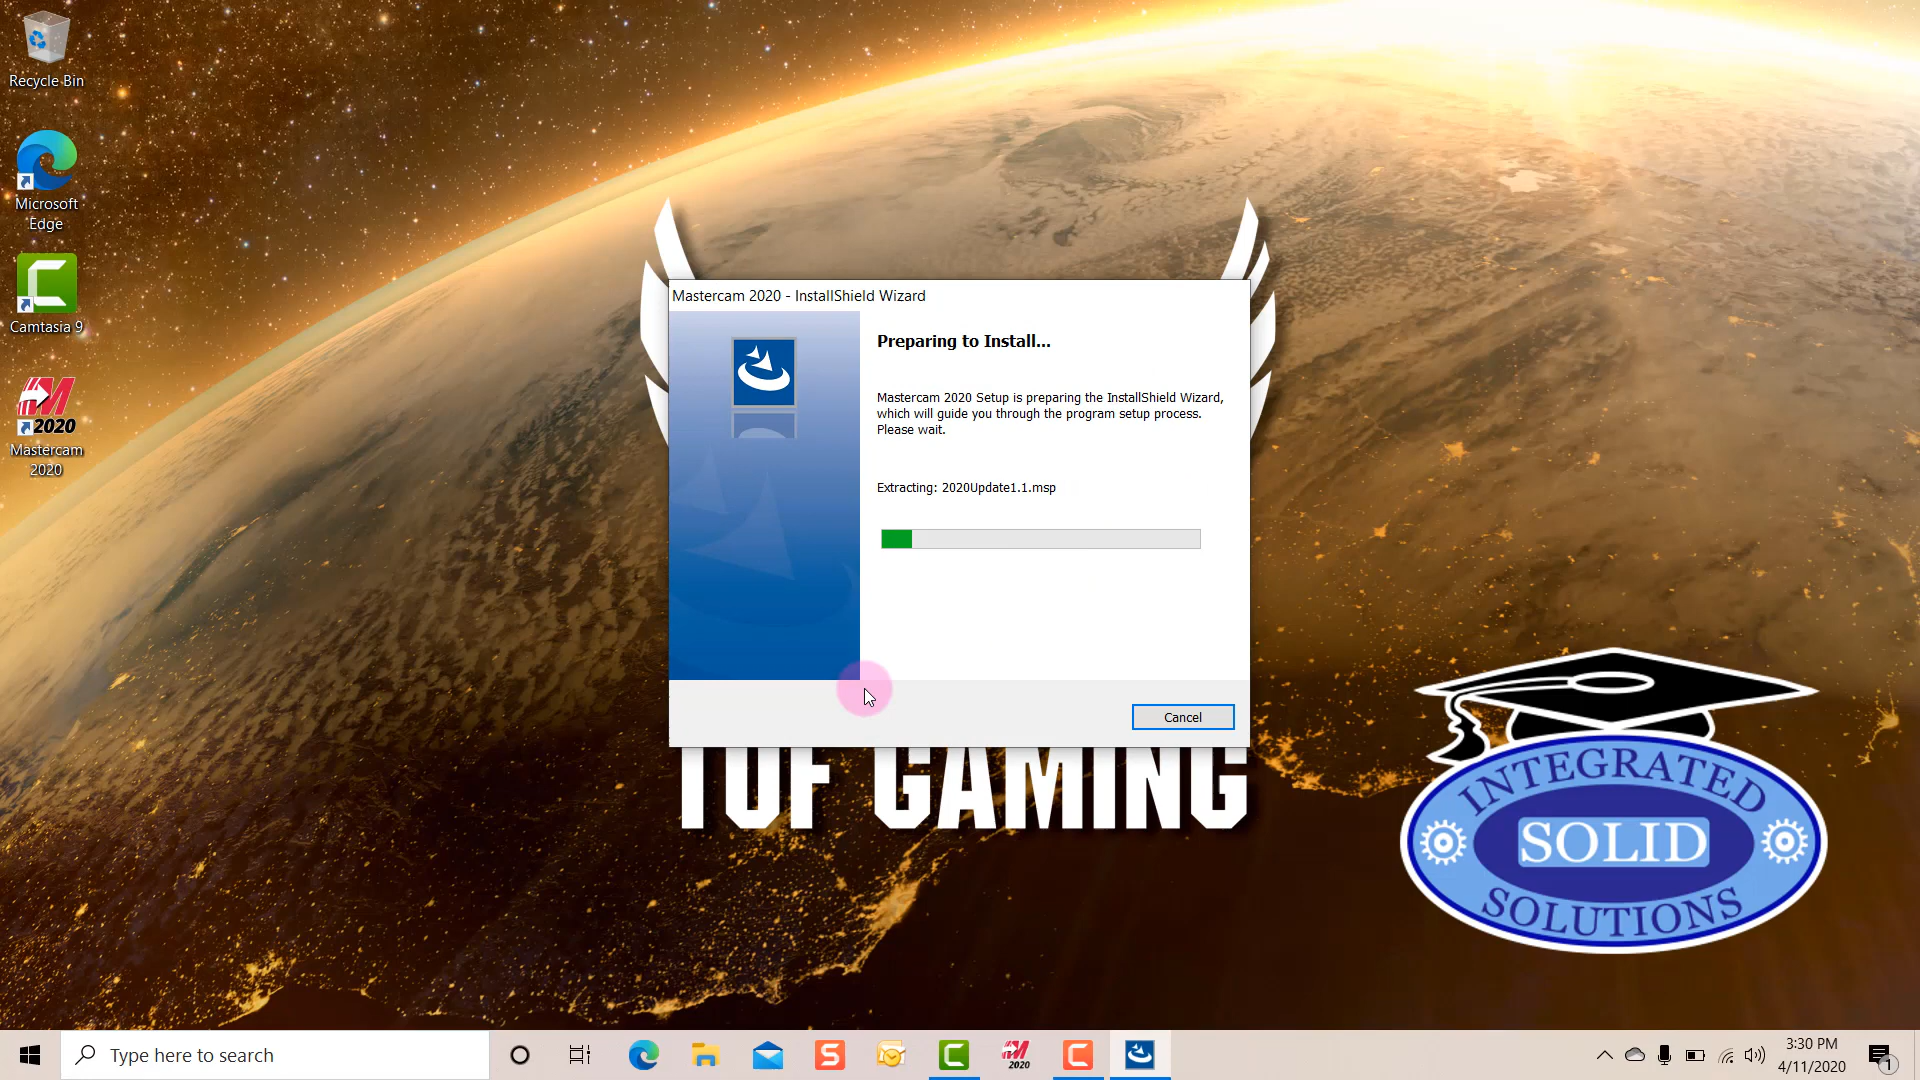 Recycle Bin
Microsoft
Edge
Camtasia 9
2020
Mastercam
2020
Mastercam 2020 - InstallShield Wizard
Preparing to Install...
Mastercam 2020 Setup is preparing the InstallShield Wizard,
which will guide you through the program setup process.
Please wait.
Extracting: 2020Update1.1.msp
Cancel
TUF GAMING
INTEGRATED
SOLID
SOLUTIONS
Type here to search
2020
3:30 PM
4/11/2020
1